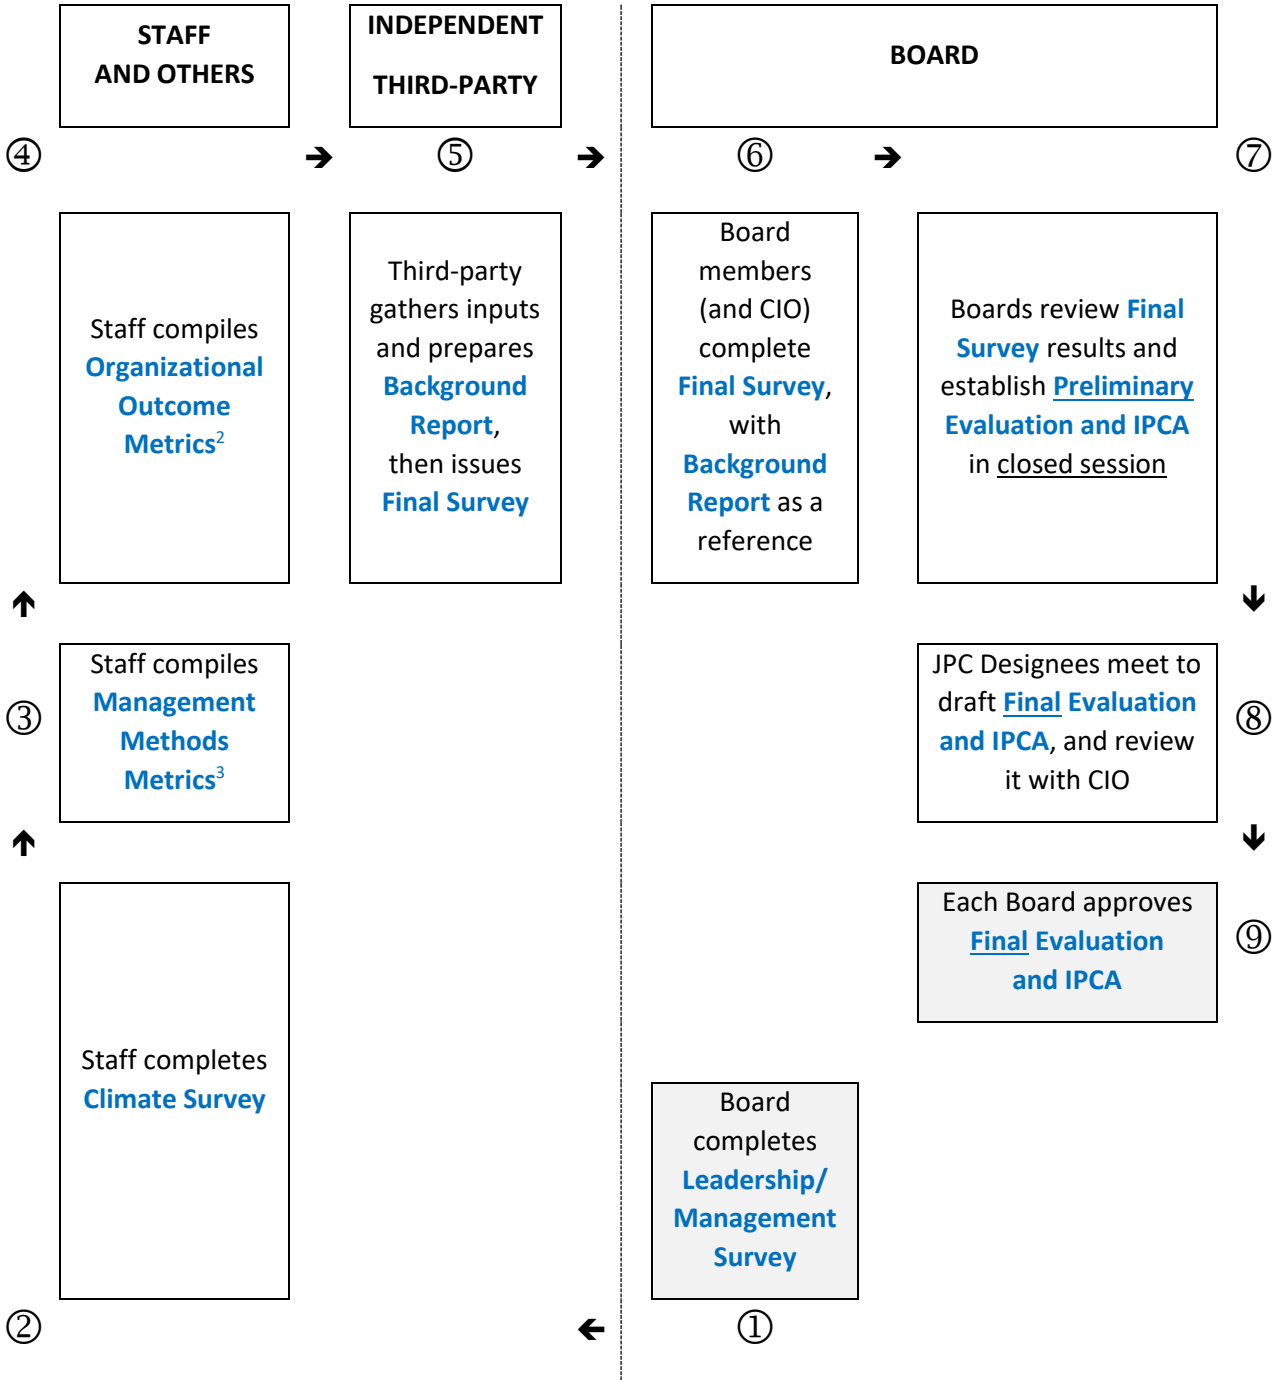 STAFF
AND OTHERS
INDEPENDENT
THIRD-PARTY
BOARD
④
➔
⑤
➔
⑥
➔
⑦
Staff compiles
Organizational
Outcome
Metrics²
Third-party
gathers inputs
and prepares
Background
Report,
then issues
Final Survey
Board
members
(and CIO)
complete
Final Survey,
with
Background
Report as a
reference
Boards review Final
Survey results and
establish Preliminary
Evaluation and IPCA
in closed session
③
Staff compiles
Management
Methods
Metrics³
JPC Designees meet to
draft Final Evaluation
and IPCA, and review
it with CIO
⑧
Staff completes
Climate Survey
Each Board approves
Final Evaluation
and IPCA
⑨
Board
completes
Leadership/
Management
Survey
②
①